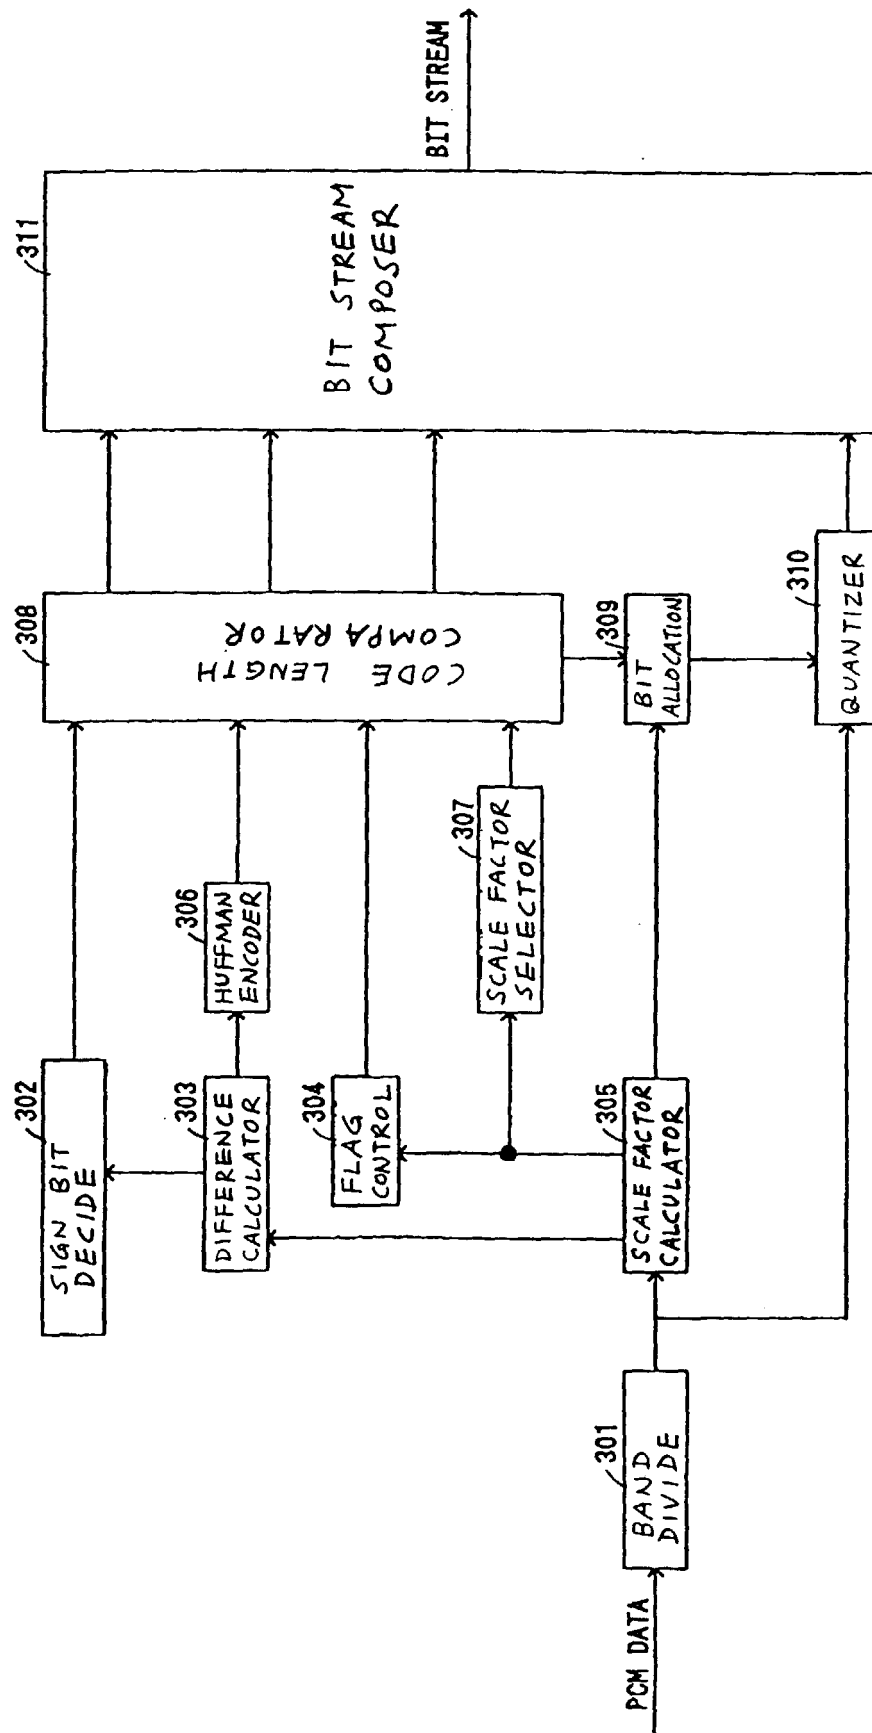 PCM DATA
301
BAND
DIVIDE
302
SIGN BIT
DECIDE
303
DIFFERENCE
CALCULATOR
304
FLAG
CONTROL
305
SCALE FACTOR
CALCULATOR
306
HUFFMAN
ENCODER
307
SCALE FACTOR
SELECTOR
308
CODE LENGTH
COMPARATOR
309
BIT
ALLOCATION
310
QUANTIZER
311
BIT STREAM
COMPOSER
BIT STREAM